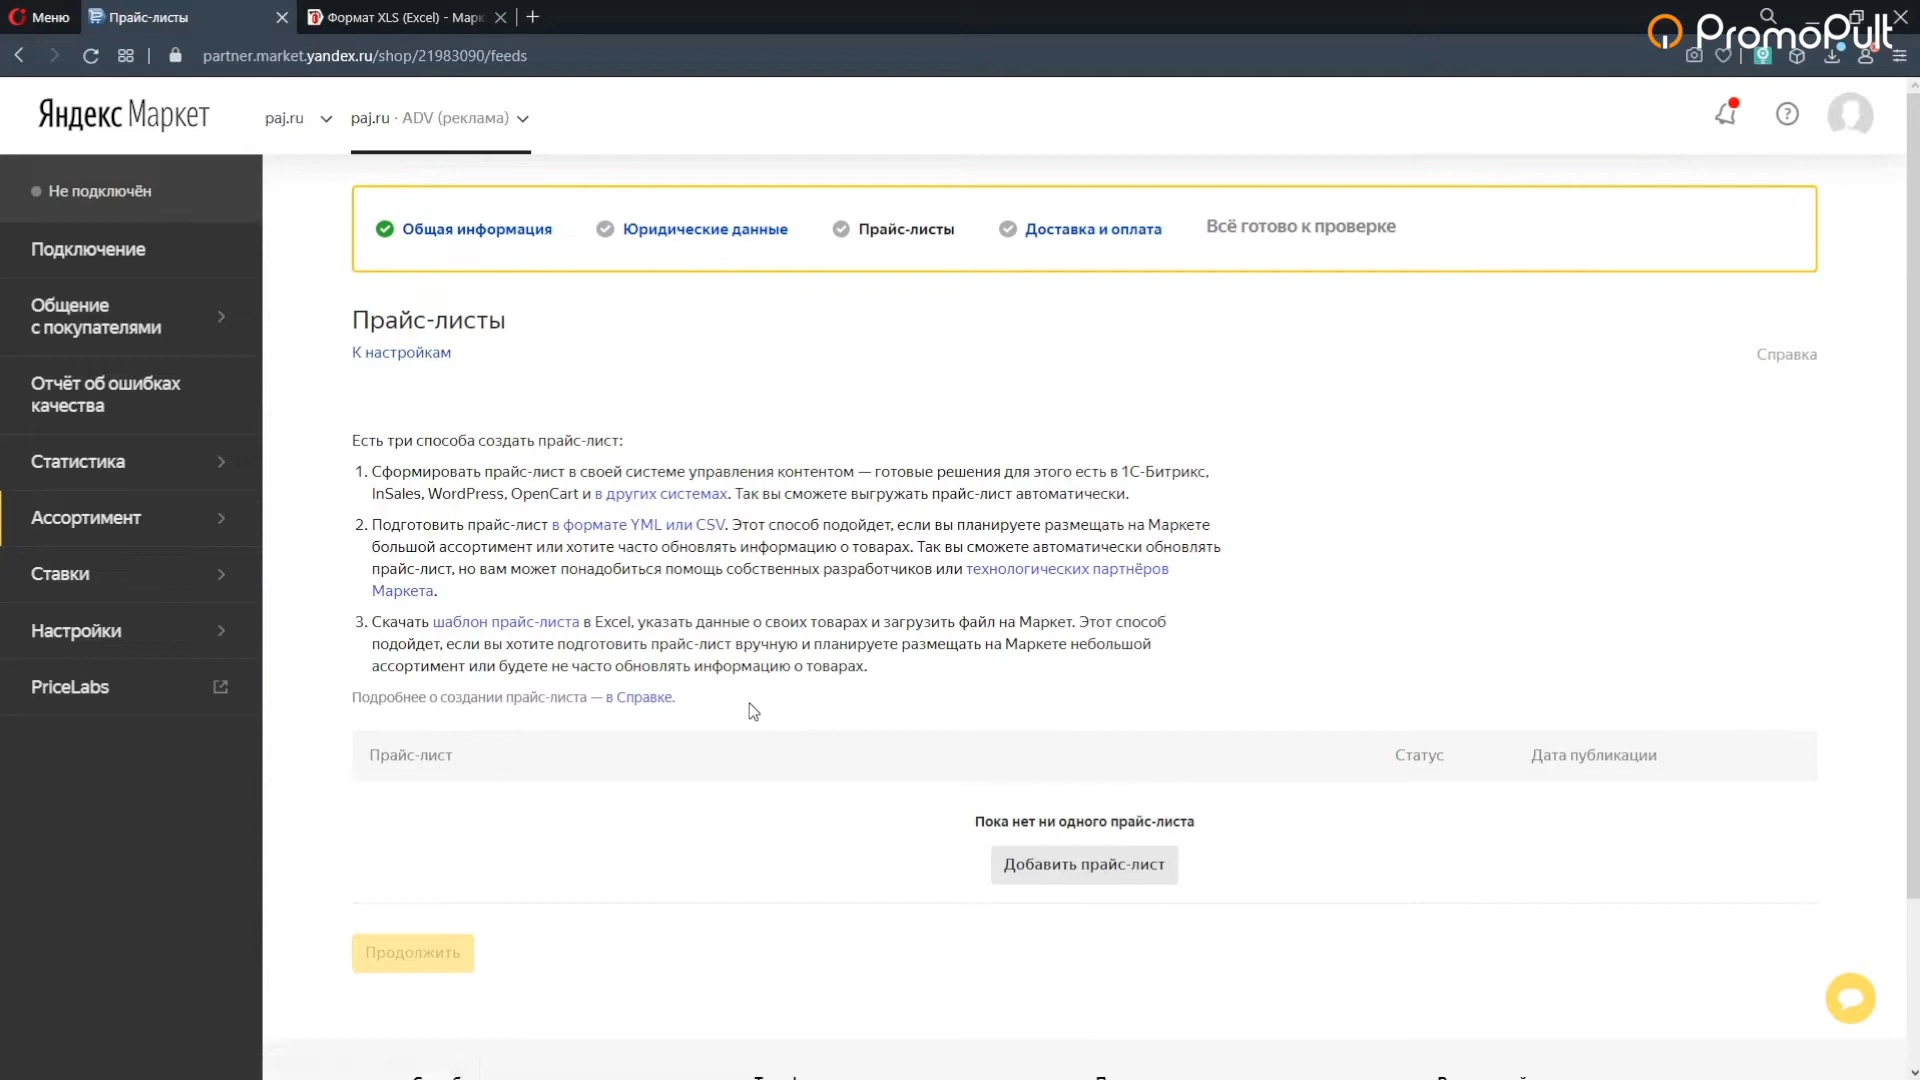 Меню
Прайс-листы
Формат XLS (Excel) - Марк
PromoPult
partner.market.yandex.ru/shop/21983090/feeds
Яндекс Маркет
paj.ru
paj.ru · ADV (реклама)
Не подключён
Подключение
Общение
с покупателями
Отчёт об ошибках
качества
Статистика
Ассортимент
Ставки
Настройки
PriceLabs
Общая информация
Юридические данные
Прайс-листы
Доставка и оплата
Всё готово к проверке
Прайс-листы
К настройкам
Справка
Есть три способа создать прайс-лист:
1. Сформировать прайс-лист в своей системе управления контентом — готовые решения для этого есть в 1С-Битрикс,
InSales, WordPress, OpenCart и в других системах. Так вы сможете выгружать прайс-лист автоматически.
2. Подготовить прайс-лист в формате YML или CSV. Этот способ подойдет, если вы планируете размещать на Маркете
большой ассортимент или хотите часто обновлять информацию о товарах. Так вы сможете автоматически обновлять
прайс-лист, но вам может понадобиться помощь собственных разработчиков или технологических партнёров
Маркета.
3. Скачать шаблон прайс-листа в Excel, указать данные о своих товарах и загрузить файл на Маркет. Этот способ
подойдет, если вы хотите подготовить прайс-лист вручную и планируете размещать на Маркете небольшой
ассортимент или будете не часто обновлять информацию о товарах.
Подробнее о создании прайс-листа — в Справке.
Прайс-лист
Статус
Дата публикации
Пока нет ни одного прайс-листа
Добавить прайс-лист
Продолжить